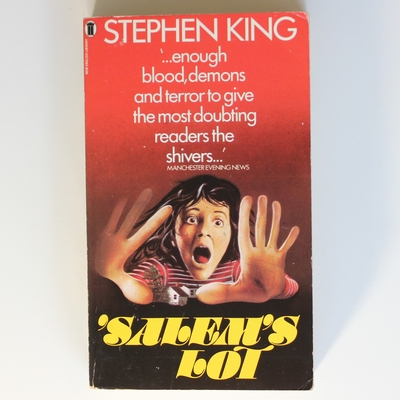 STEPHEN KING
'...enough
blood,demons
and terror to give
the most doubting
readers the
shivers...'
MANCHESTER EVENING NEWS
'SALEM'S
LOT